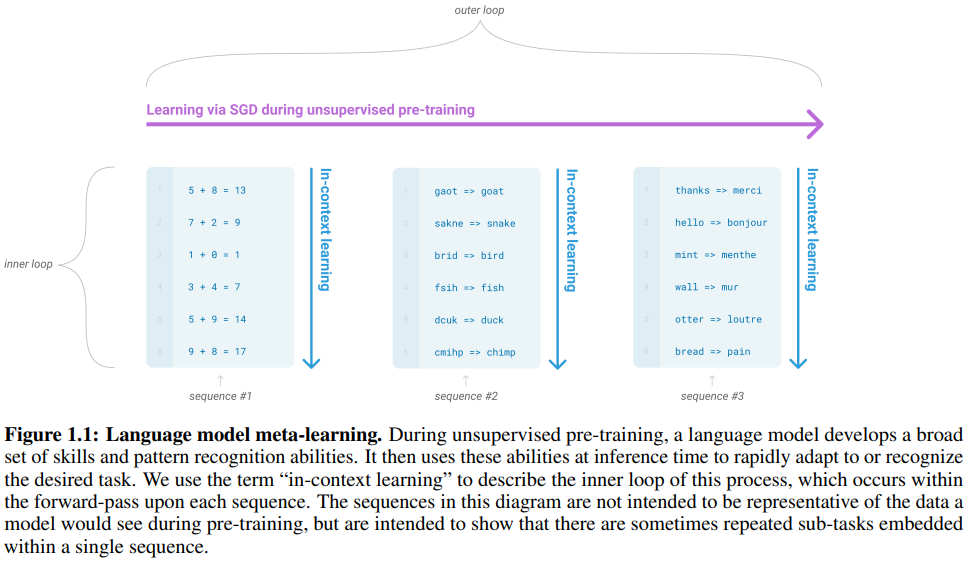 outer loop
Learning via SGD during unsupervised pre-training
inner loop
1 5 + 8 = 13
2 7 + 2 = 9
3 1 + 0 = 1
4 3 + 4 = 7
5 5 + 9 = 14
6 9 + 8 = 17
In-context learning
sequence #1
1 gaot => goat
2 sakne => snake
3 brid => bird
4 fsih => fish
5 dcuk => duck
6 cmihp => chimp
In-context learning
sequence #2
1 thanks => merci
2 hello => bonjour
3 mint => menthe
4 wall => mur
5 otter => loutre
6 bread => pain
In-context learning
sequence #3
Figure 1.1: Language model meta-learning. During unsupervised pre-training, a language model develops a broad
set of skills and pattern recognition abilities. It then uses these abilities at inference time to rapidly adapt to or recognize
the desired task. We use the term “in-context learning” to describe the inner loop of this process, which occurs within
the forward-pass upon each sequence. The sequences in this diagram are not intended to be representative of the data a
model would see during pre-training, but are intended to show that there are sometimes repeated sub-tasks embedded
within a single sequence.